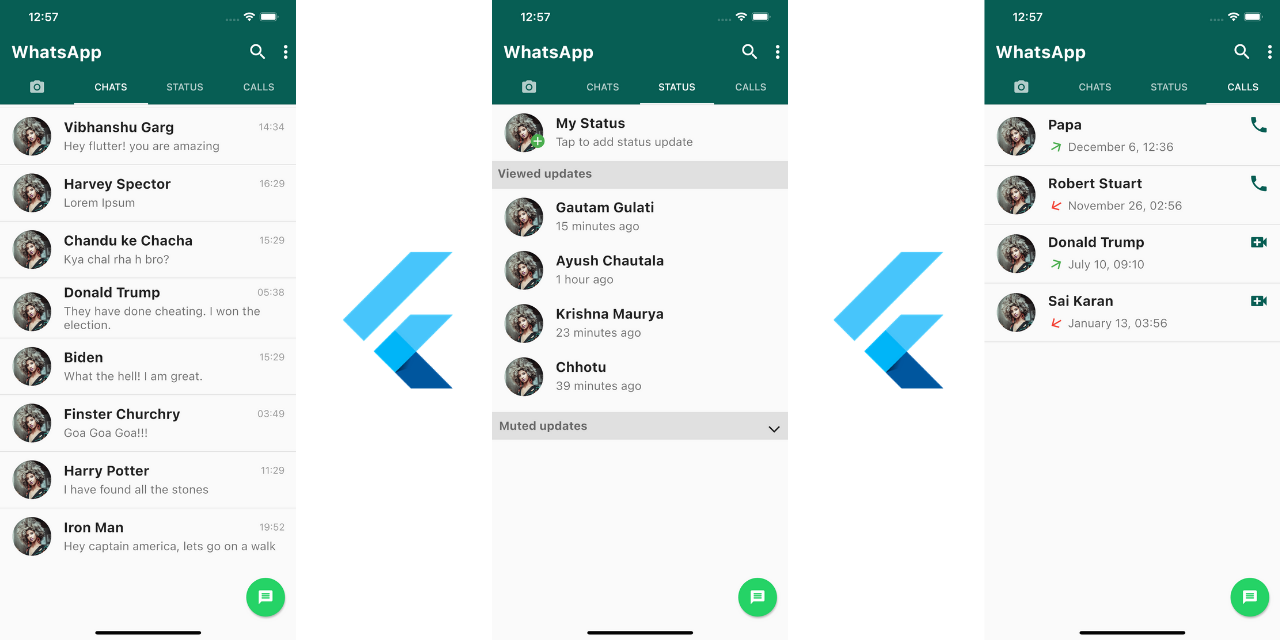 12:57
WhatsApp
CHATS STATUS CALLS
Vibhanshu Garg 14:34
Hey flutter! you are amazing
Harvey Spector 16:29
Lorem Ipsum
Chandu ke Chacha 15:29
Kya chal rha h bro?
Donald Trump 05:38
They have done cheating. I won the
election.
Biden 15:29
What the hell! I am great.
Finster Churchry 03:49
Goa Goa Goa!!!
Harry Potter 11:29
I have found all the stones
Iron Man 19:52
Hey captain america, lets go on a walk
12:57
WhatsApp
CHATS STATUS CALLS
My Status
Tap to add status update
Viewed updates
Gautam Gulati
15 minutes ago
Ayush Chautala
1 hour ago
Krishna Maurya
23 minutes ago
Chhotu
39 minutes ago
Muted updates
12:57
WhatsApp
CHATS STATUS CALLS
Papa
December 6, 12:36
Robert Stuart
November 26, 02:56
Donald Trump
July 10, 09:10
Sai Karan
January 13, 03:56